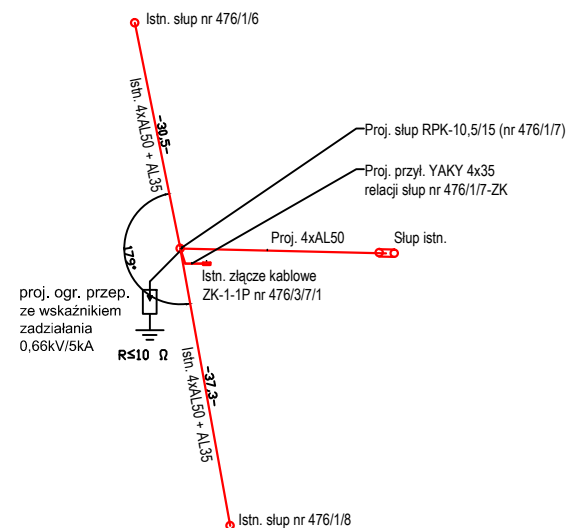 Istn. słup nr 476/1/6
Istn. 4xAL50 + AL35
-30,5-
Proj. słup RPK-10,5/15 (nr 476/1/7)
Proj. przył. YAKY 4x35
relacji słup nr 476/1/7-ZK
179°
Proj. 4xAL50
Słup istn.
Istn. złącze kablowe
ZK-1-1P nr 476/3/7/1
proj. ogr. przep.
ze wskaźnikiem
zadziałania
0,66kV/5kA
R≤10 Ω
-37,3-
Istn. 4xAL50 + AL35
Istn. słup nr 476/1/8